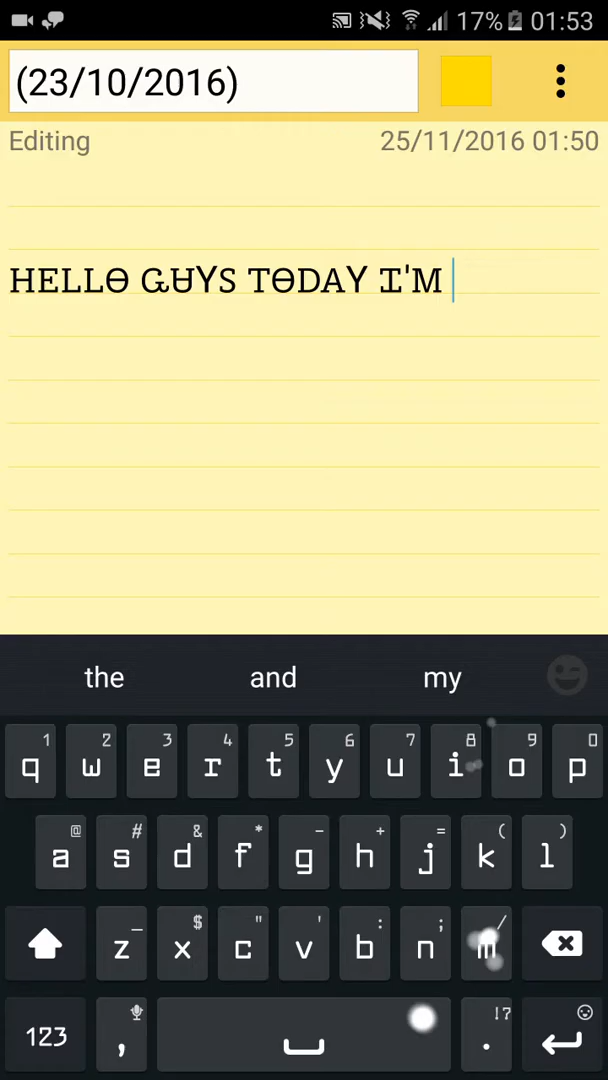 17% 01:53
(23/10/2016)
Editing 25/11/2016 01:50
HELLO GUYS TODAY I'M
the and my
1 2 3 4 5 6 7 8 9 0
q w e r t y u i o p
@ # & * - + = ( )
a s d f g h j k l
_ $ " ' : ; /
z x c v b n m
!?
123 , .